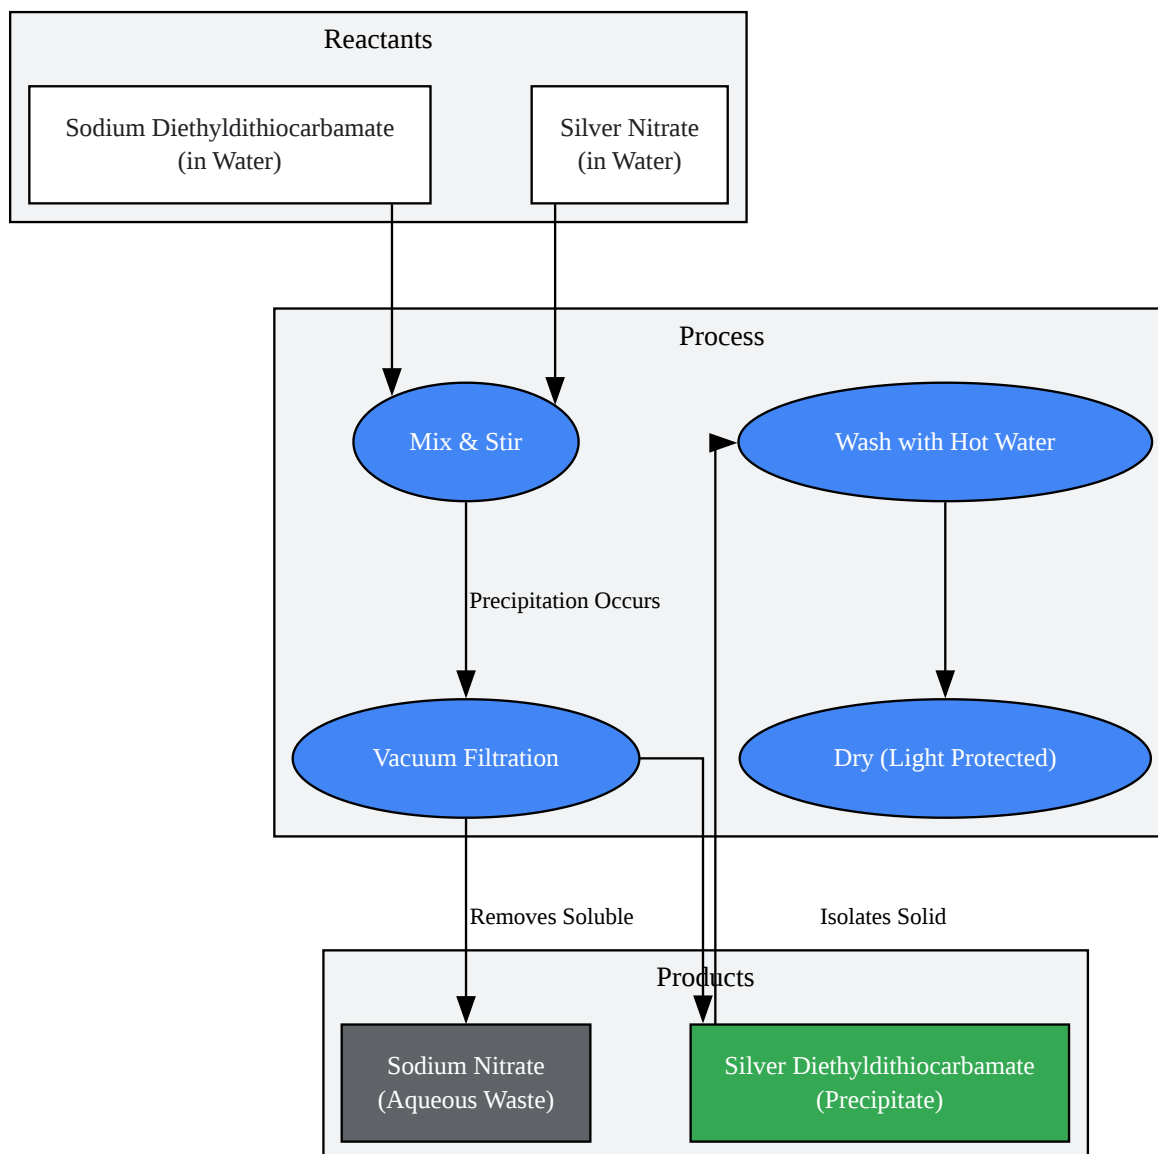 Reactants
Sodium Diethyldithiocarbamate
(in Water)
Silver Nitrate
(in Water)
Process
Mix & Stir
Wash with Hot Water
Precipitation Occurs
Vacuum Filtration
Dry (Light Protected)
Removes Soluble
Isolates Solid
Products
Sodium Nitrate
(Aqueous Waste)
Silver Diethyldithiocarbamate
(Precipitate)